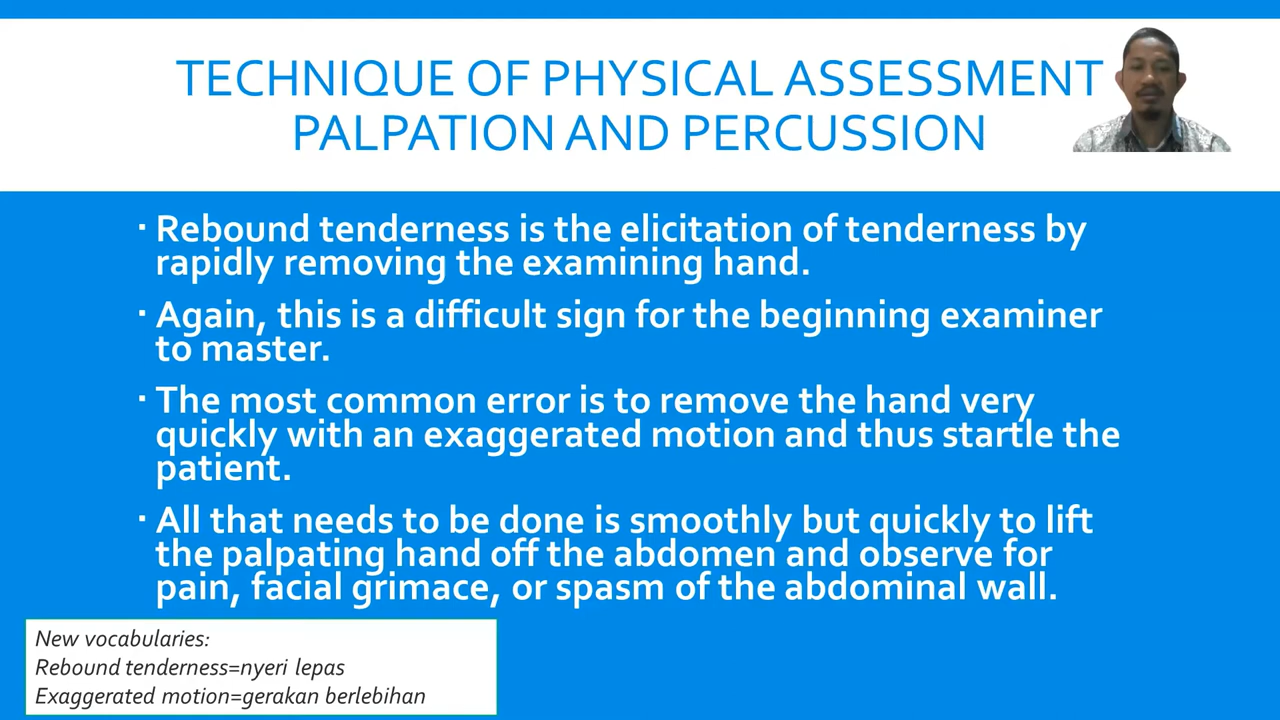 TECHNIQUE OF PHYSICAL ASSESSMENT
PALPATION AND PERCUSSION
▪ Rebound tenderness is the elicitation of tenderness by
rapidly removing the examining hand.
▪ Again, this is a difficult sign for the beginning examiner
to master.
▪ The most common error is to remove the hand very
quickly with an exaggerated motion and thus startle the
patient.
▪ All that needs to be done is smoothly but quickly to lift
the palpating hand off the abdomen and observe for
pain, facial grimace, or spasm of the abdominal wall.
New vocabularies:
Rebound tenderness=nyeri lepas
Exaggerated motion=gerakan berlebihan